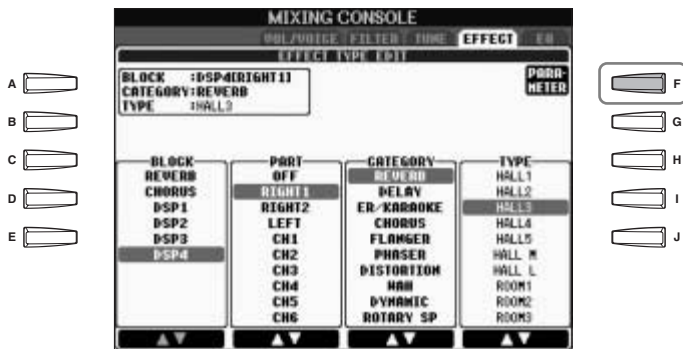 MIXING CONSOLE
VOL/VOICE FILTER TUNE EFFECT EQ
EFFECT TYPE EDIT
BLOCK :DSP4[RIGHT1]
CATEGORY:REVERB
TYPE :HALL3
PARA-
METER
A
B
C
D
E
F
G
H
I
J
BLOCK
REVERB
CHORUS
DSP1
DSP2
DSP3
DSP4
PART
OFF
RIGHT1
RIGHT2
LEFT
CH1
CH2
CH3
CH4
CH5
CH6
CATEGORY
REVERB
DELAY
ER/KARAOKE
CHORUS
FLANGER
PHASER
DISTORTION
WAH
DYNAMIC
ROTARY SP
TYPE
HALL1
HALL2
HALL3
HALL4
HALL5
HALL M
HALL L
ROOM1
ROOM2
ROOM3